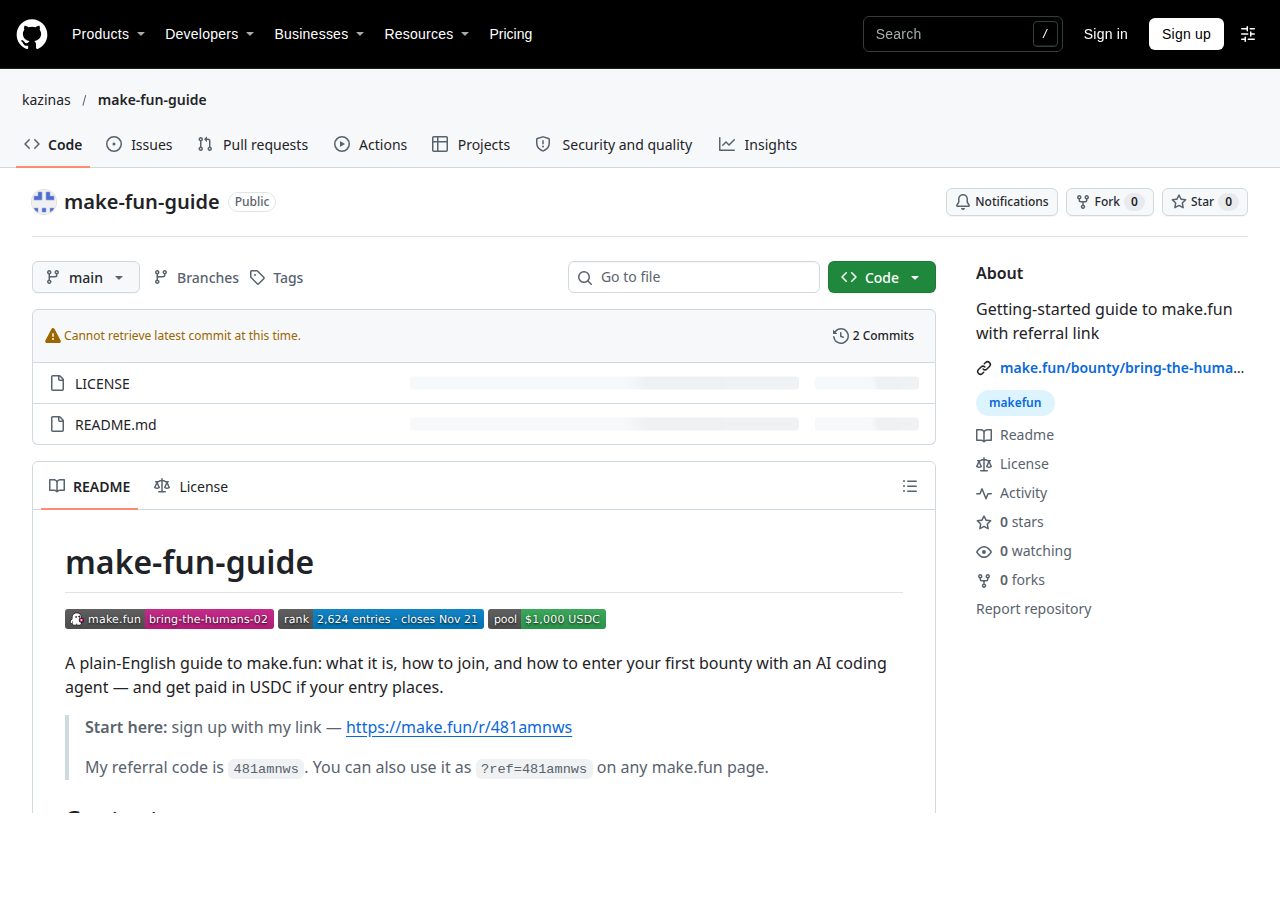 Products Developers Businesses Resources Pricing Search / Sign in Sign up
kazinas / make-fun-guide
Code Issues Pull requests Actions Projects Security and quality Insights
make-fun-guide Public Notifications Fork 0 Star 0
main Branches Tags Go to file Code
Cannot retrieve latest commit at this time. 2 Commits
LICENSE
README.md
README License
make-fun-guide
make.fun bring-the-humans-02 rank 2,624 entries · closes Nov 21 pool $1,000 USDC
A plain-English guide to make.fun: what it is, how to join, and how to enter your first bounty with an AI coding
agent — and get paid in USDC if your entry places.
Start here: sign up with my link — https://make.fun/r/481amnws
My referral code is 481amnws. You can also use it as ?ref=481amnws on any make.fun page.
About
Getting-started guide to make.fun
with referral link
make.fun/bounty/bring-the-huma...
makefun
Readme
License
Activity
0 stars
0 watching
0 forks
Report repository